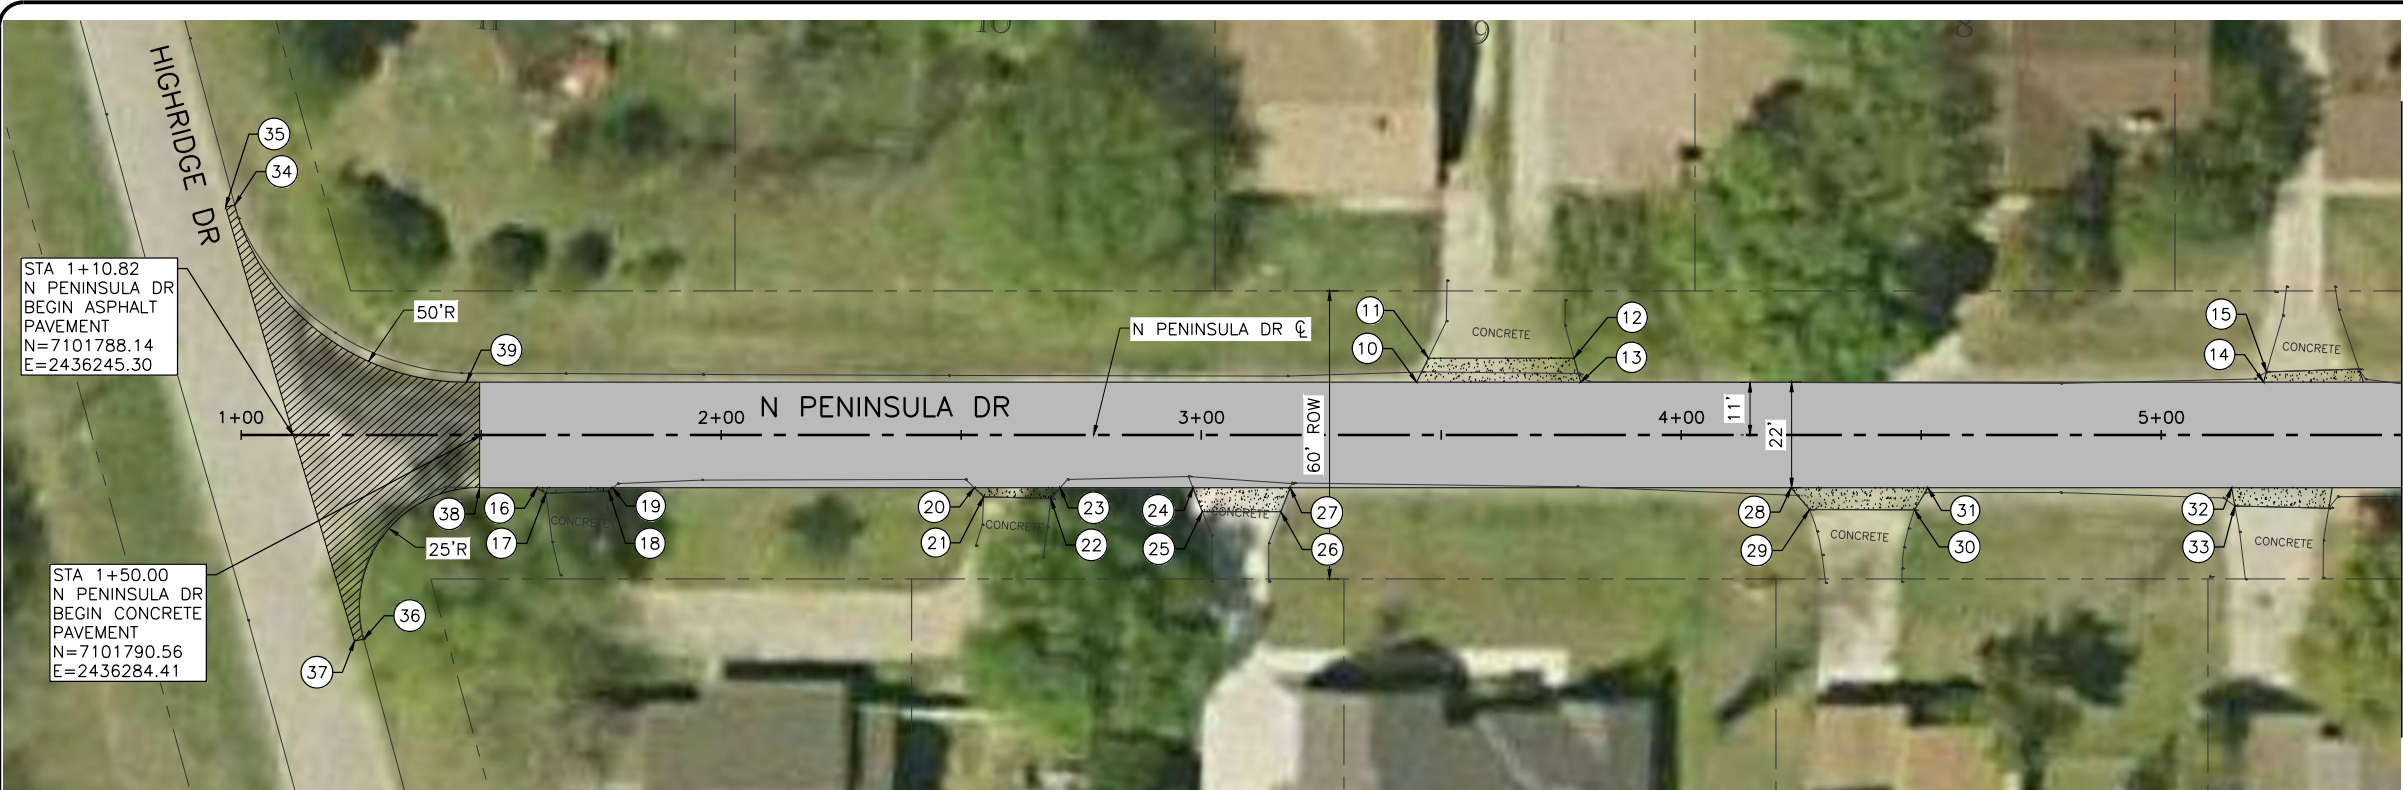 11
10
9
8
HIGHRIDGE DR
35
34
STA 1+10.82
N PENINSULA DR
BEGIN ASPHALT
PAVEMENT
N=7101788.14
E=2436245.30
50'R
39
N PENINSULA DR ℄
11
12
10
13
CONCRETE
15
14
CONCRETE
1+00
2+00
N PENINSULA DR
3+00
60' ROW
4+00
11'
22'
5+00
38
16
17
19
18
CONCRETE
20
21
23
22
CONCRETE
24
25
27
26
CONCRETE
28
29
31
30
CONCRETE
32
33
CONCRETE
25'R
STA 1+50.00
N PENINSULA DR
BEGIN CONCRETE
PAVEMENT
N=7101790.56
E=2436284.41
36
37